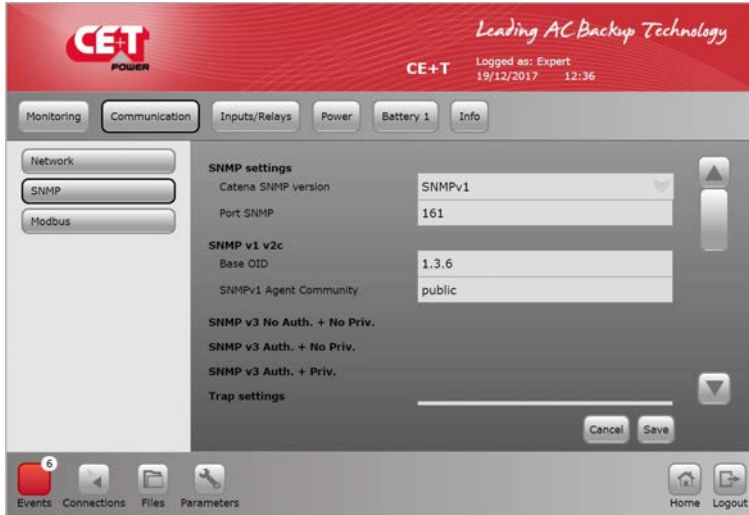 CE+T
POWER
Leading AC Backup Technology
CE+T
Logged as: Expert
19/12/2017 12:36
Monitoring Communication Inputs/Relays Power Battery 1 Info
Network
SNMP
Modbus
SNMP settings
Catena SNMP version SNMPv1
Port SNMP 161
SNMP v1 v2c
Base OID 1.3.6
SNMPv1 Agent Community public
SNMP v3 No Auth. + No Priv.
SNMP v3 Auth. + No Priv.
SNMP v3 Auth. + Priv.
Trap settings
Cancel Save
6
Events Connections Files Parameters Home Logout